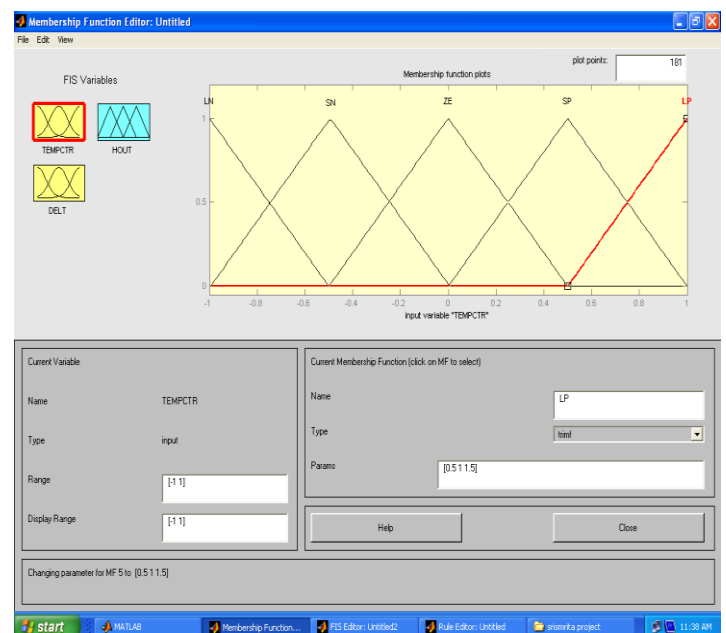 Membership Function Editor: Untitled
File Edit View
FIS Variables
plot points: 181
Membership function plots
LN SN ZE SP LP
1
0.5
0
-1 -0.8 -0.6 -0.4 -0.2 0 0.2 0.4 0.6 0.8 1
input variable "TEMPCTR"
TEMPCTR HOUT
DELT
Current Variable
Name TEMPCTR
Type input
Range [-1 1]
Display Range [-1 1]
Current Membership Function (click on MF to select)
Name LP
Type trimf
Params [0.5 1 1.5]
Help Close
Changing parameter for MF 5 to [0.5 1 1.5]
start MATLAB Membership Function... FIS Editor: Untitled2 Rule Editor: Untitled srismrita project 11:38 AM